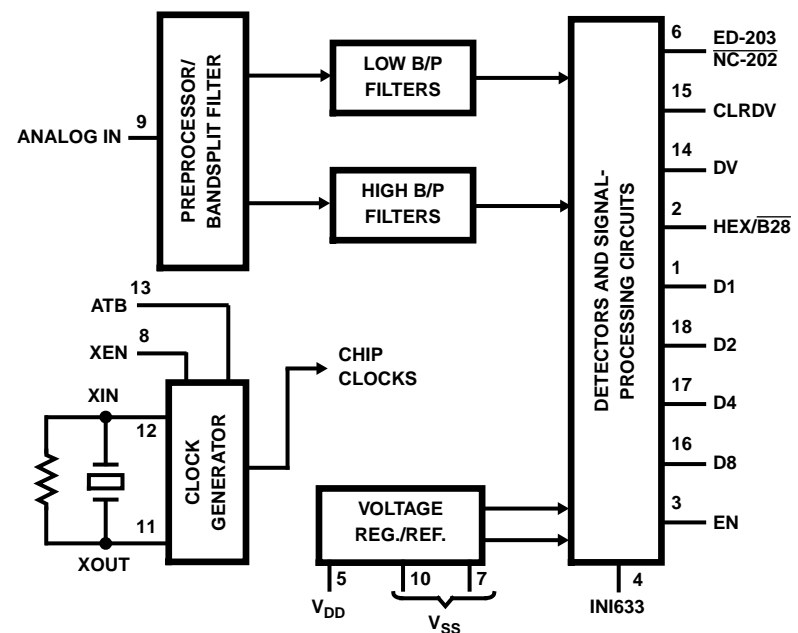 6
ED-203
NC-202
15
CLRDV
14
DV
2
HEX/B28
1
D1
18
D2
17
D4
16
D8
3
EN
4
INI633
DETECTORS AND SIGNAL-
PROCESSING CIRCUITS
LOW B/P
FILTERS
HIGH B/P
FILTERS
PREPROCESSOR/
BANDSPLIT FILTER
9
ANALOG IN
13
ATB
8
XEN
XIN
12
11
XOUT
CLOCK
GENERATOR
CHIP
CLOCKS
VOLTAGE
REG./REF.
5
10
7
VDD
VSS